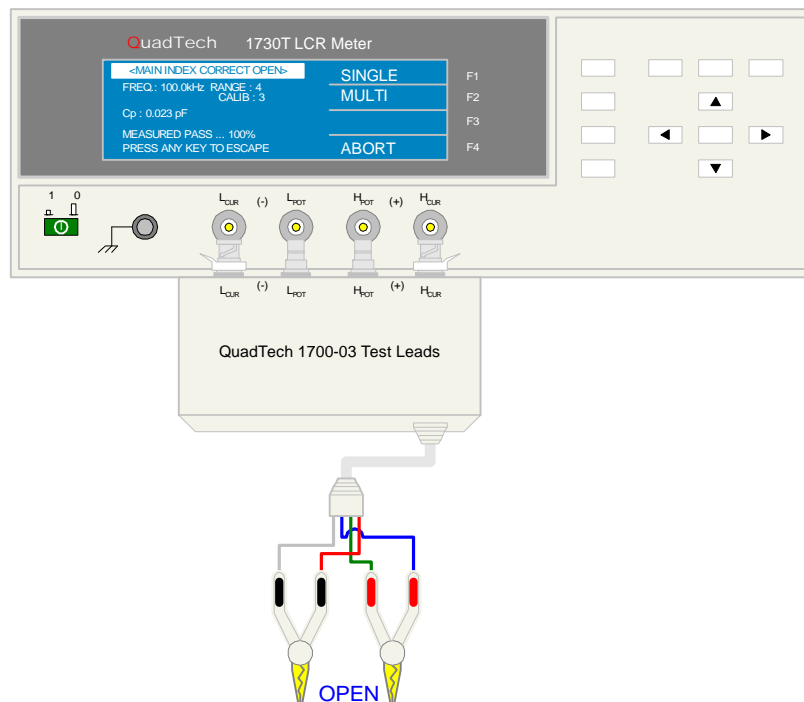 QuadTech 1730T LCR Meter
<MAIN INDEX CORRECT OPEN>
FREQ.: 100.0kHz RANGE : 4
CALIB : 3
Cp : 0.023 pF
MEASURED PASS ... 100%
PRESS ANY KEY TO ESCAPE
SINGLE
MULTI
ABORT
F1
F2
F3
F4
1 0
LCUR (-) LPOT HPOT (+) HCUR
LCUR (-) LPOT HPOT (+) HCUR
QuadTech 1700-03 Test Leads
OPEN